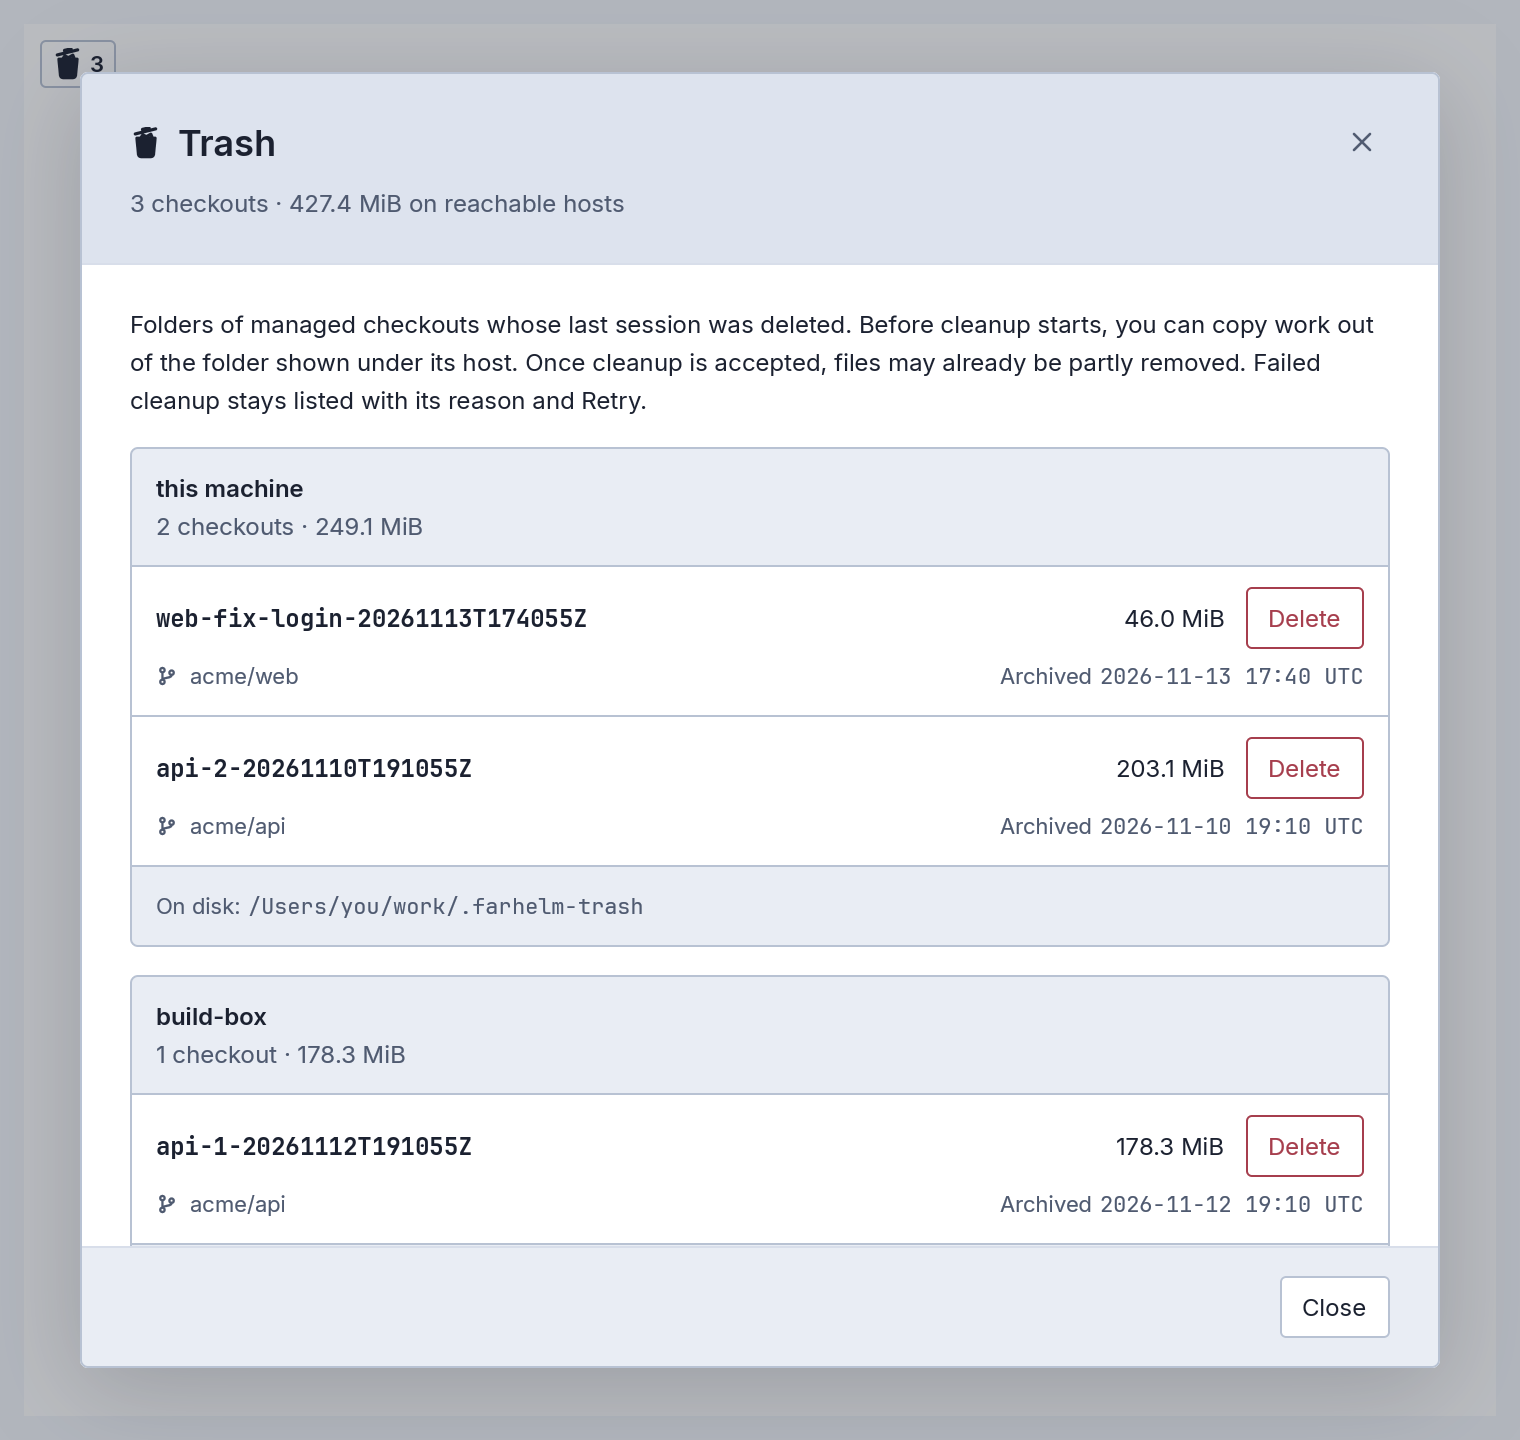 3
Trash
3 checkouts · 427.4 MiB on reachable hosts
Folders of managed checkouts whose last session was deleted. Before cleanup starts, you can copy work out
of the folder shown under its host. Once cleanup is accepted, files may already be partly removed. Failed
cleanup stays listed with its reason and Retry.
this machine
2 checkouts · 249.1 MiB
web-fix-login-20261113T174055Z 46.0 MiB Delete
acme/web Archived 2026-11-13 17:40 UTC
api-2-20261110T191055Z 203.1 MiB Delete
acme/api Archived 2026-11-10 19:10 UTC
On disk: /Users/you/work/.farhelm-trash
build-box
1 checkout · 178.3 MiB
api-1-20261112T191055Z 178.3 MiB Delete
acme/api Archived 2026-11-12 19:10 UTC
Close